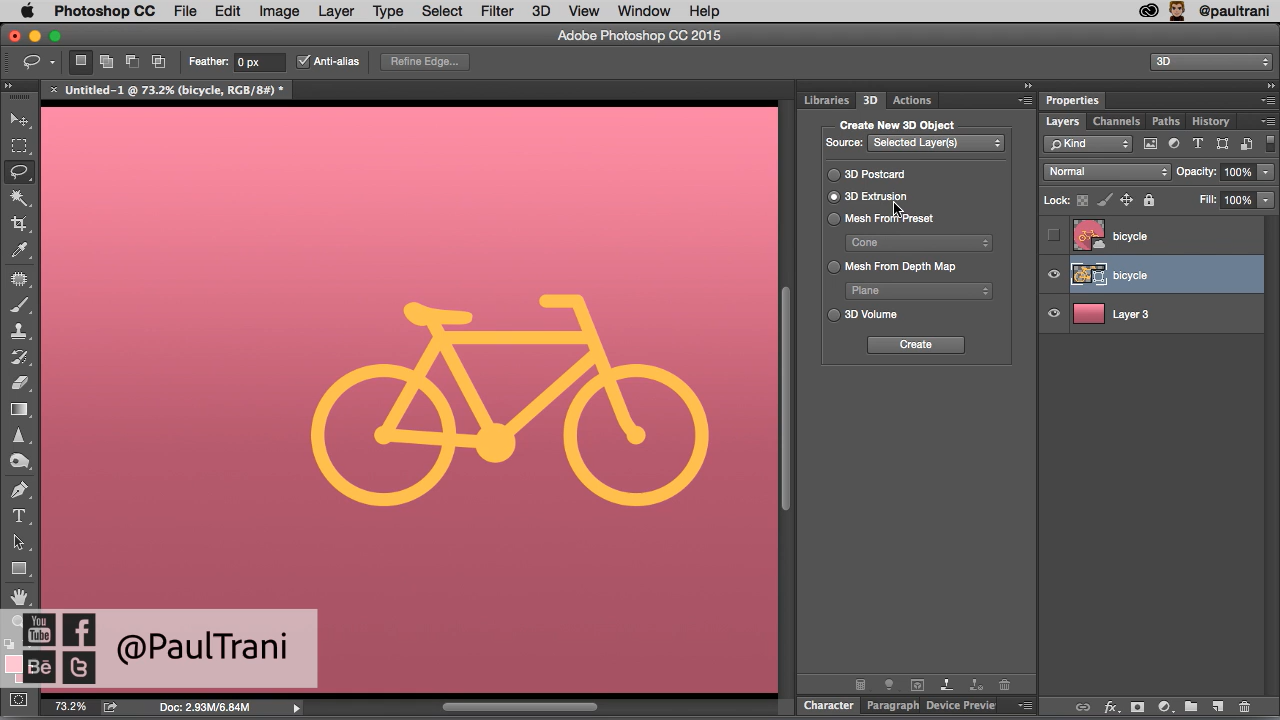 Photoshop CC File Edit Image Layer Type Select Filter 3D View Window Help @paultrani
Adobe Photoshop CC 2015
Feather: 0 px Anti-alias Refine Edge... 3D
Untitled-1 @ 73.2% (bicycle, RGB/8#) *
Libraries 3D Actions
Create New 3D Object
Source: Selected Layer(s)
3D Postcard
3D Extrusion
Mesh From Preset
Cone
Mesh From Depth Map
Plane
3D Volume
Create
Properties
Layers Channels Paths History
Kind
Normal Opacity: 100%
Lock: Fill: 100%
bicycle
bicycle
Layer 3
You
Tube
f
Bē
t
@PaulTrani
73.2% Doc: 2.93M/6.84M
Character Paragraph Device Previe
fx